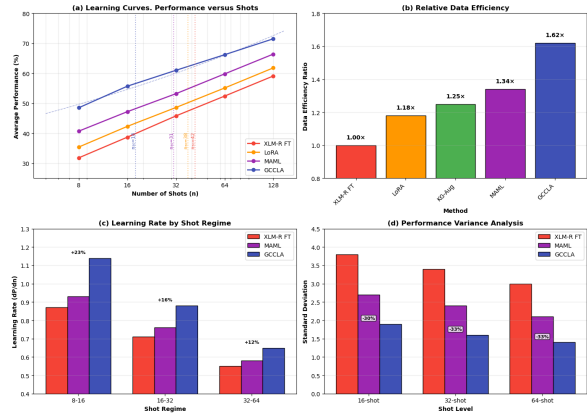 (a) Learning Curves. Performance versus Shots
80
70
60
50
40
30
Average Performance (%)
8
16
32
64
128
Number of Shots (n)
XLM-R FT
LoRA
MAML
GCCLA
(b) Relative Data Efficiency
1.8
1.6
1.4
1.2
1.0
0.8
Data Efficiency Ratio
1.00×
1.18×
1.25×
1.34×
1.62×
XLM-R FT
LoRA
KG-Aug
MAML
GCCLA
Method
(c) Learning Rate by Shot Regime
1.3
1.2
1.1
1.0
0.9
0.8
0.7
0.6
0.5
0.4
Learning Rate (dP/dn)
+23%
+16%
+12%
XLM-R FT
MAML
GCCLA
8-16
16-32
32-64
Shot Regime
(d) Performance Variance Analysis
4.5
4.0
3.5
3.0
2.5
2.0
1.5
1.0
0.5
0.0
Standard Deviation
-30%
-33%
-33%
XLM-R FT
MAML
GCCLA
16-shot
32-shot
64-shot
Shot Level